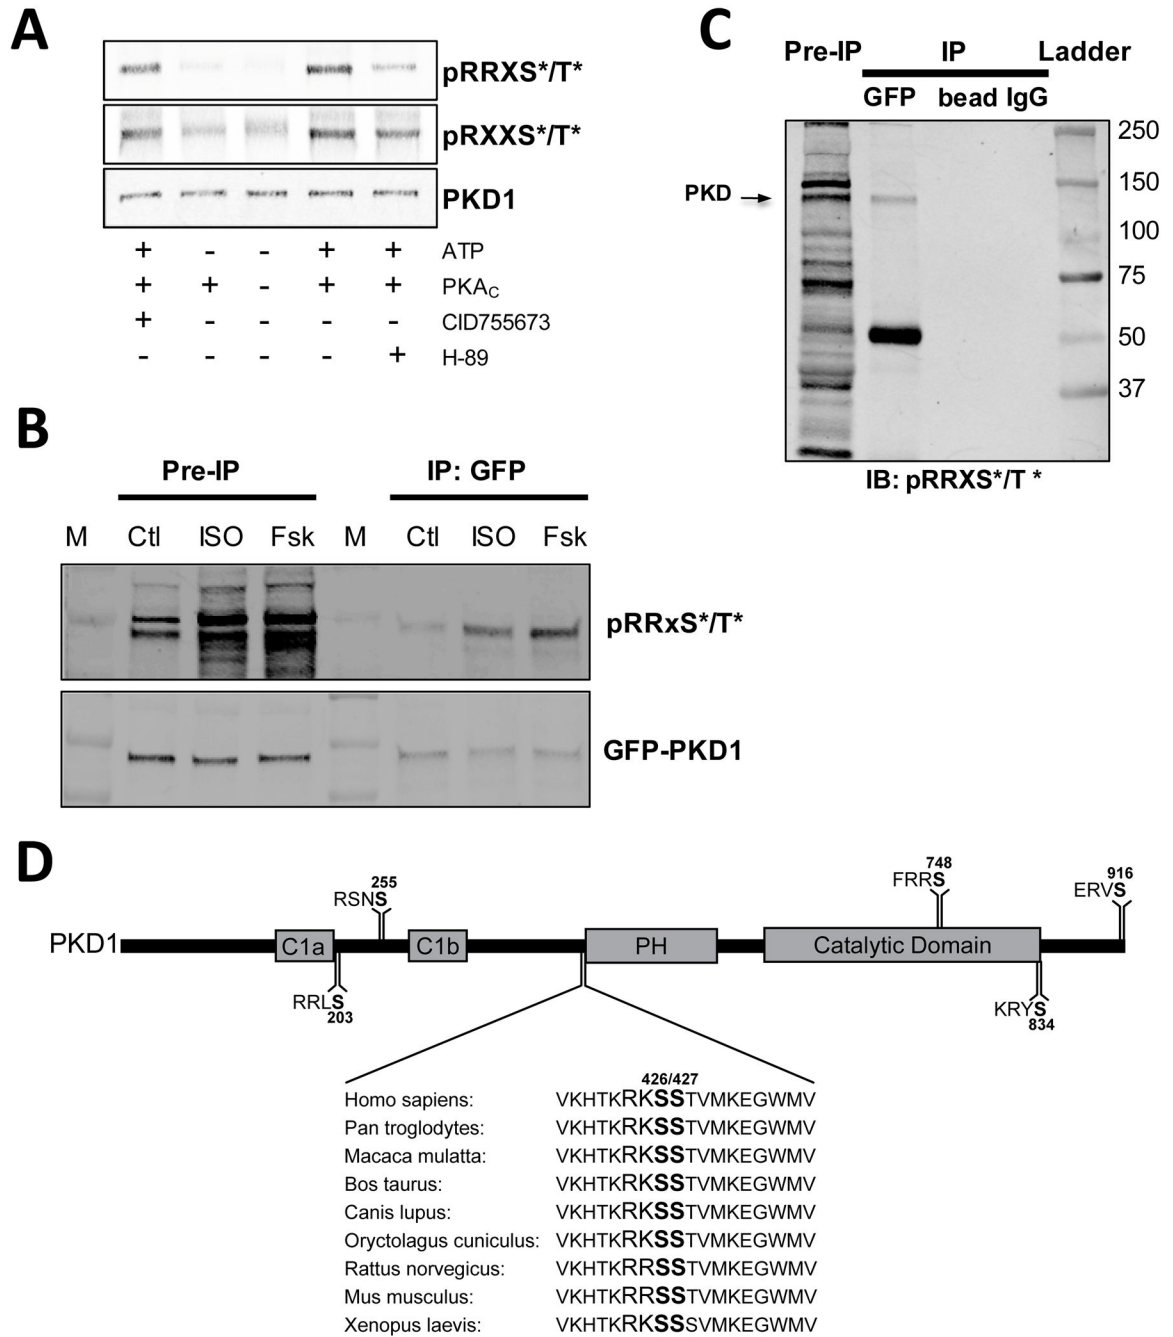 A
pRRXS*/T*
pRXXS*/T*
PKD1
+ - - + + ATP
+ + - + + PKAC
+ - - - - CID755673
- - - - + H-89
B
Pre-IP IP: GFP
M Ctl ISO Fsk M Ctl ISO Fsk
pRRxS*/T*
GFP-PKD1
C
Pre-IP IP Ladder
GFP bead IgG
250
150
PKD
100
75
50
37
IB: pRRXS*/T *
D
748
FRRS
916
ERVS
255
RSNS
PKD1 C1a C1b PH Catalytic Domain
RRLS
203
KRYS
834
426/427
Homo sapiens: VKHTKRKSSTVMKEGWMV
Pan troglodytes: VKHTKRKSSTVMKEGWMV
Macaca mulatta: VKHTKRKSSTVMKEGWMV
Bos taurus: VKHTKRKSSTVMKEGWMV
Canis lupus: VKHTKRKSSTVMKEGWMV
Oryctolagus cuniculus: VKHTKRKSSTVMKEGWMV
Rattus norvegicus: VKHTKRRSSTVMKEGWMV
Mus musculus: VKHTKRRSSTVMKEGWMV
Xenopus laevis: VKHTKRKSSSVMKEGWMV